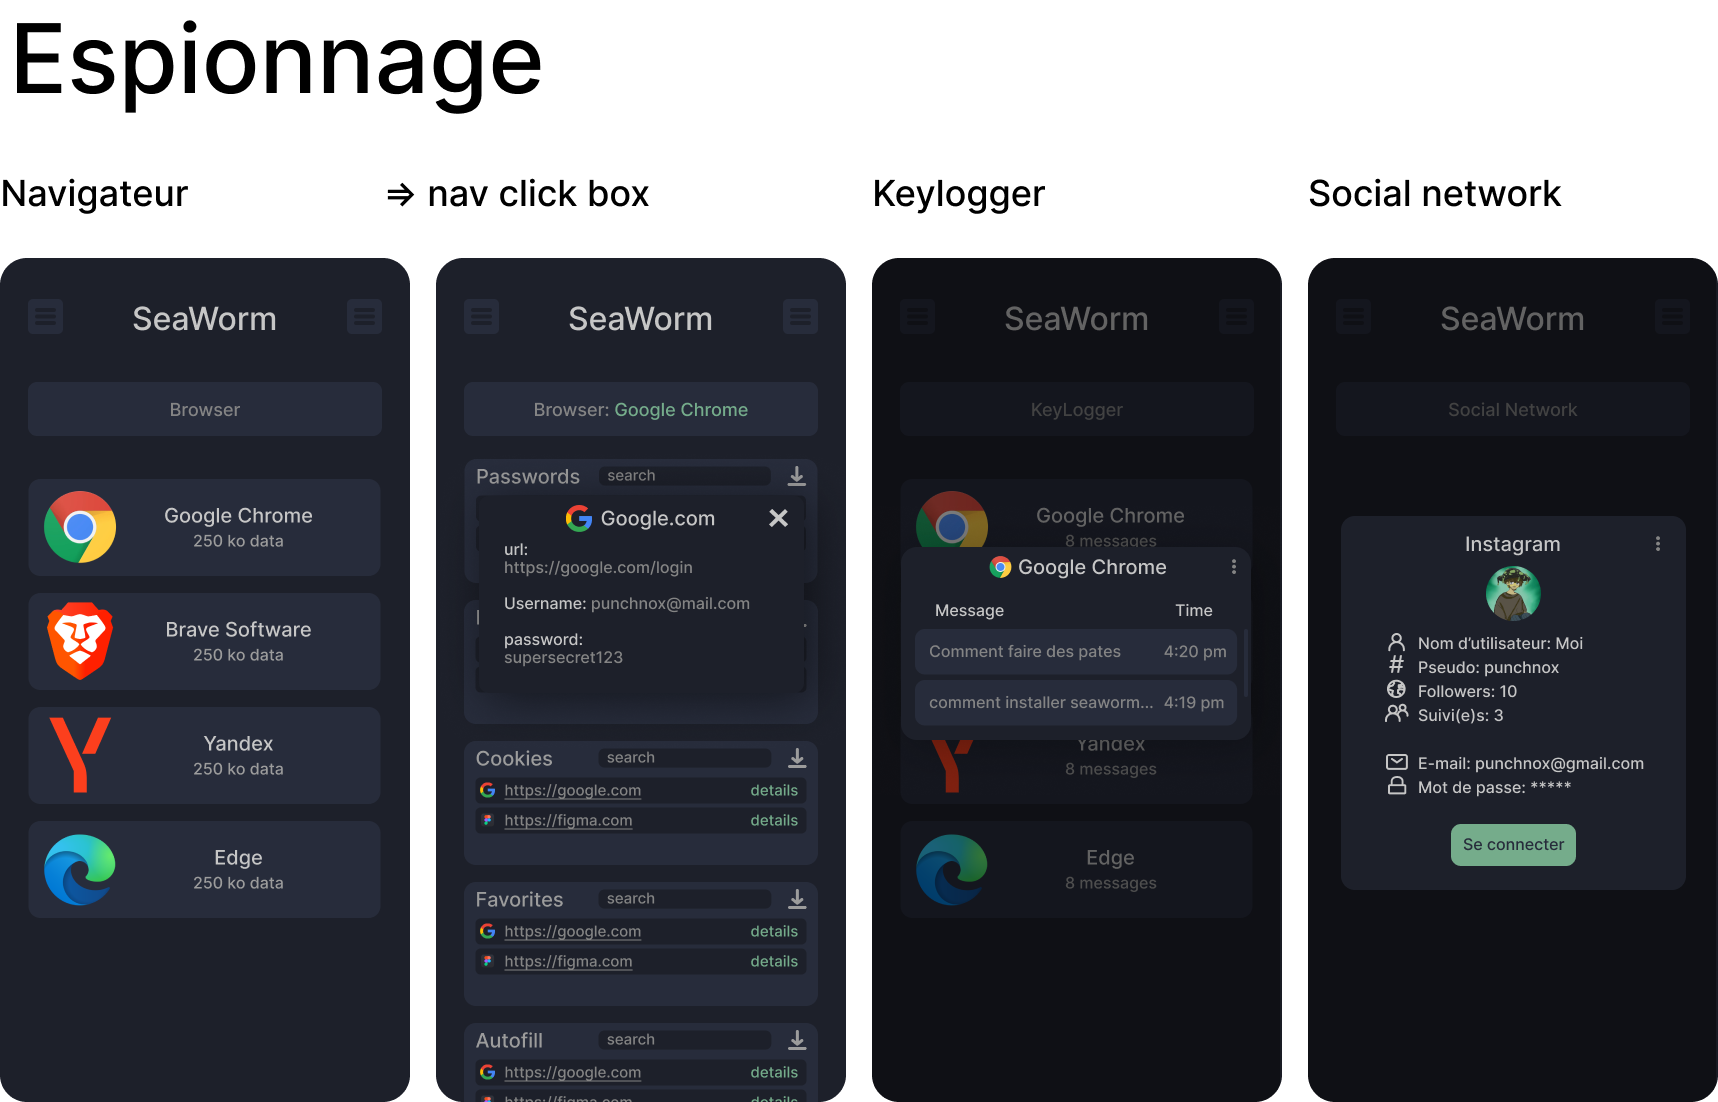 Espionnage
Navigateur
⇒ nav click box
Keylogger
Social network
SeaWorm
Browser
Google Chrome
250 ko data
Brave Software
250 ko data
Yandex
250 ko data
Edge
250 ko data
SeaWorm
Browser: Google Chrome
Passwords search
Google.com
url:
https://google.com/login
Username: punchnox@mail.com
password:
supersecret123
Cookies search
https://google.com details
https://figma.com details
Favorites search
https://google.com details
https://figma.com details
Autofill search
https://google.com details
https://figma.com details
SeaWorm
KeyLogger
Google Chrome
8 messages
Google Chrome
Message Time
Comment faire des pates 4:20 pm
comment installer seaworm... 4:19 pm
Yandex
8 messages
Edge
8 messages
SeaWorm
Social Network
Instagram
Nom d’utilisateur: Moi
# Pseudo: punchnox
Followers: 10
Suivi(e)s: 3
E-mail: punchnox@gmail.com
Mot de passe: *****
Se connecter